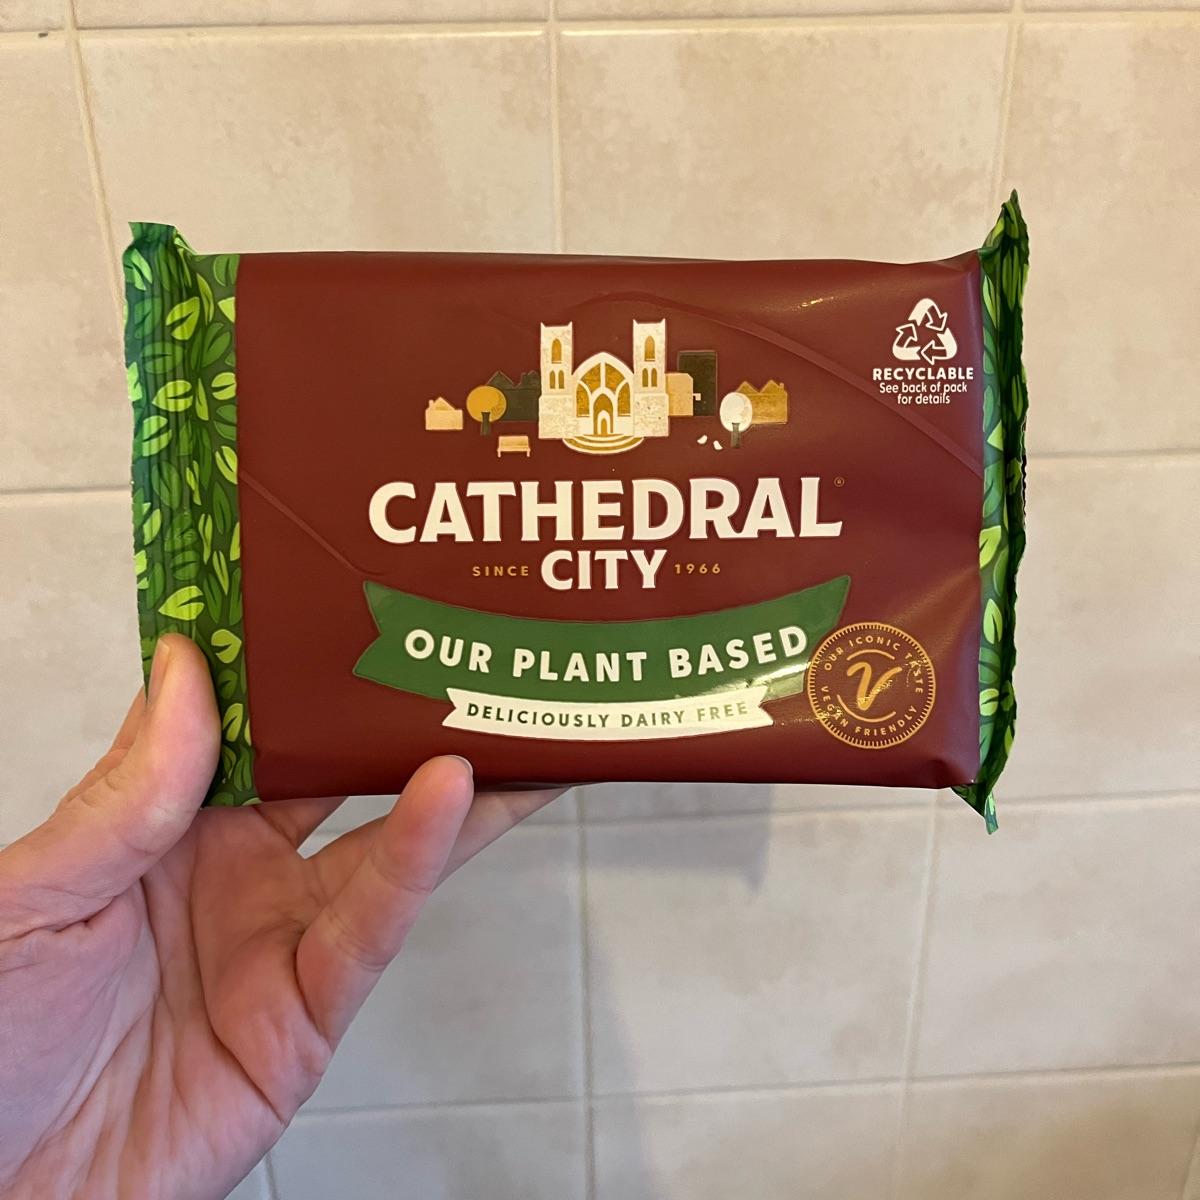 RECYCLABLE
See back of pack
for details
CATHEDRAL®
SINCE CITY 1966
OUR PLANT BASED
DELICIOUSLY DAIRY FREE
OUR ICONIC TASTE
V
VEGAN FRIENDLY